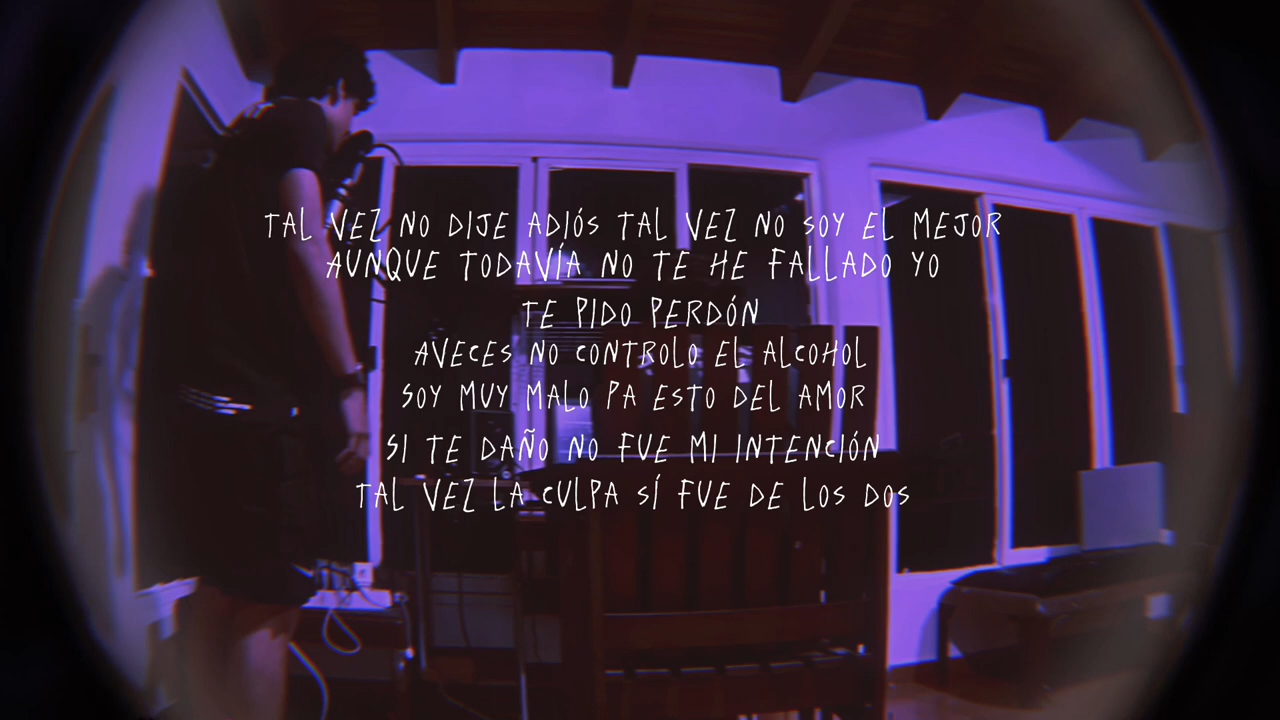 TAL VEZ NO DIJE ADIÓS TAL VEZ NO SOY EL MEJOR
AUNQUE TODAVÍA NO TE HE FALLADO YO
TE PIDO PERDÓN
AVECES NO CONTROLO EL ALCOHOL
SOY MUY MALO PA ESTO DEL AMOR
SI TE DAÑO NO FUE MI INTENCIÓN
TAL VEZ LA CULPA SÍ FUE DE LOS DOS